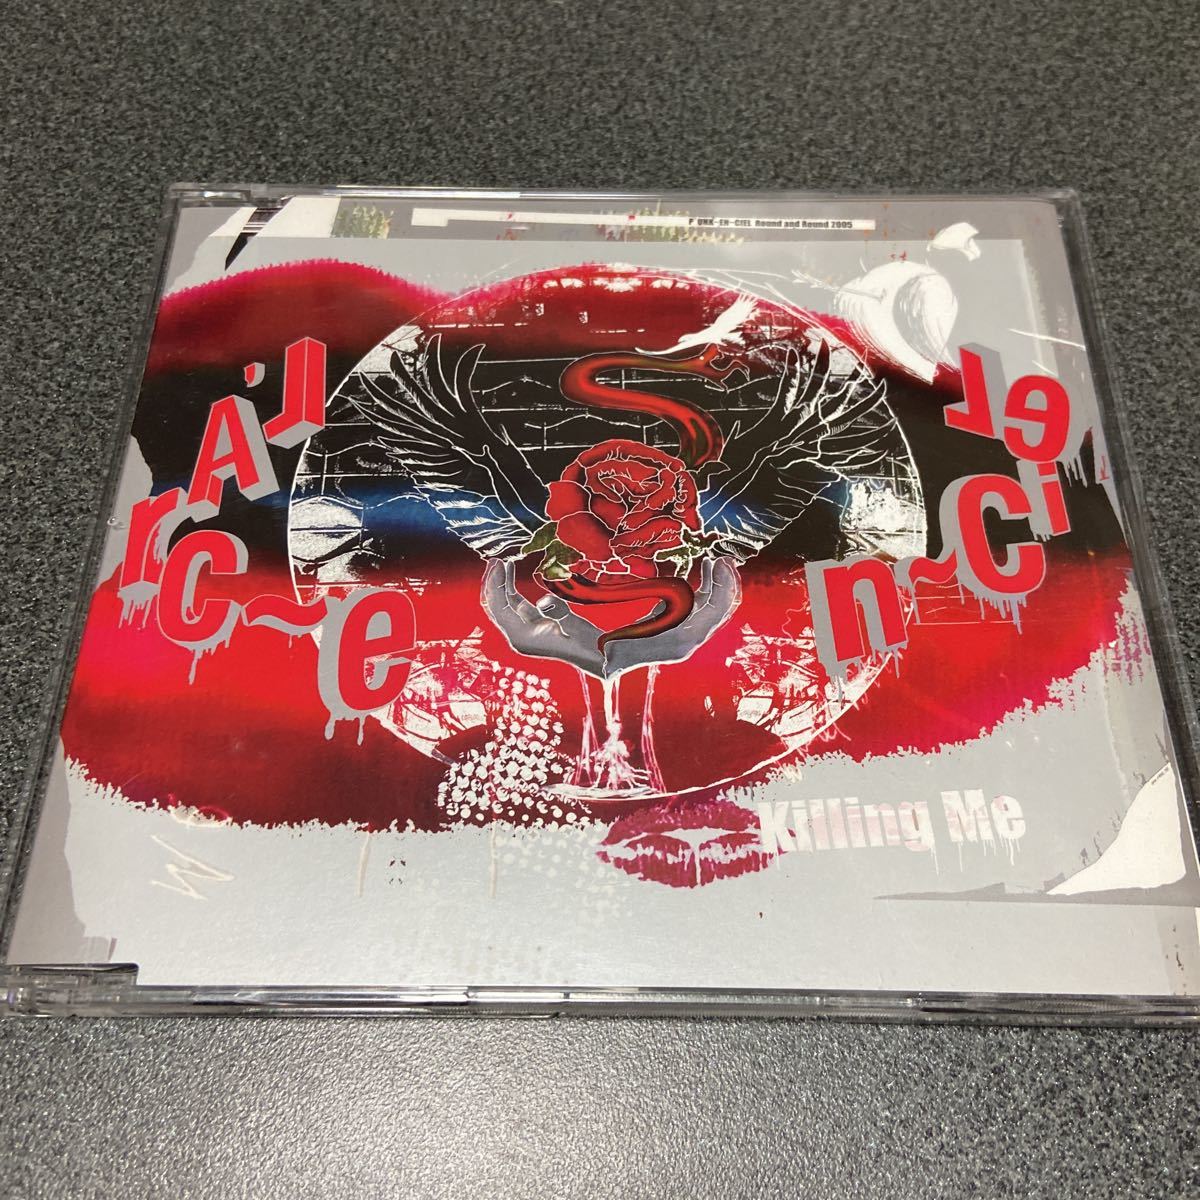 P'UNK~EN~CIEL Round and Round 2005
L'Arc~en~Ciel
Killing Me